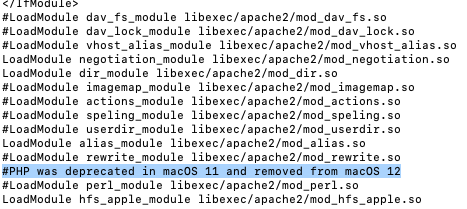 </IfModule>
#LoadModule dav_fs_module libexec/apache2/mod_dav_fs.so
#LoadModule dav_lock_module libexec/apache2/mod_dav_lock.so
#LoadModule vhost_alias_module libexec/apache2/mod_vhost_alias.so
LoadModule negotiation_module libexec/apache2/mod_negotiation.so
LoadModule dir_module libexec/apache2/mod_dir.so
#LoadModule imagemap_module libexec/apache2/mod_imagemap.so
#LoadModule actions_module libexec/apache2/mod_actions.so
#LoadModule speling_module libexec/apache2/mod_speling.so
#LoadModule userdir_module libexec/apache2/mod_userdir.so
LoadModule alias_module libexec/apache2/mod_alias.so
#LoadModule rewrite_module libexec/apache2/mod_rewrite.so
#PHP was deprecated in macOS 11 and removed from macOS 12
#LoadModule perl_module libexec/apache2/mod_perl.so
LoadModule hfs_apple_module libexec/apache2/mod_hfs_apple.so